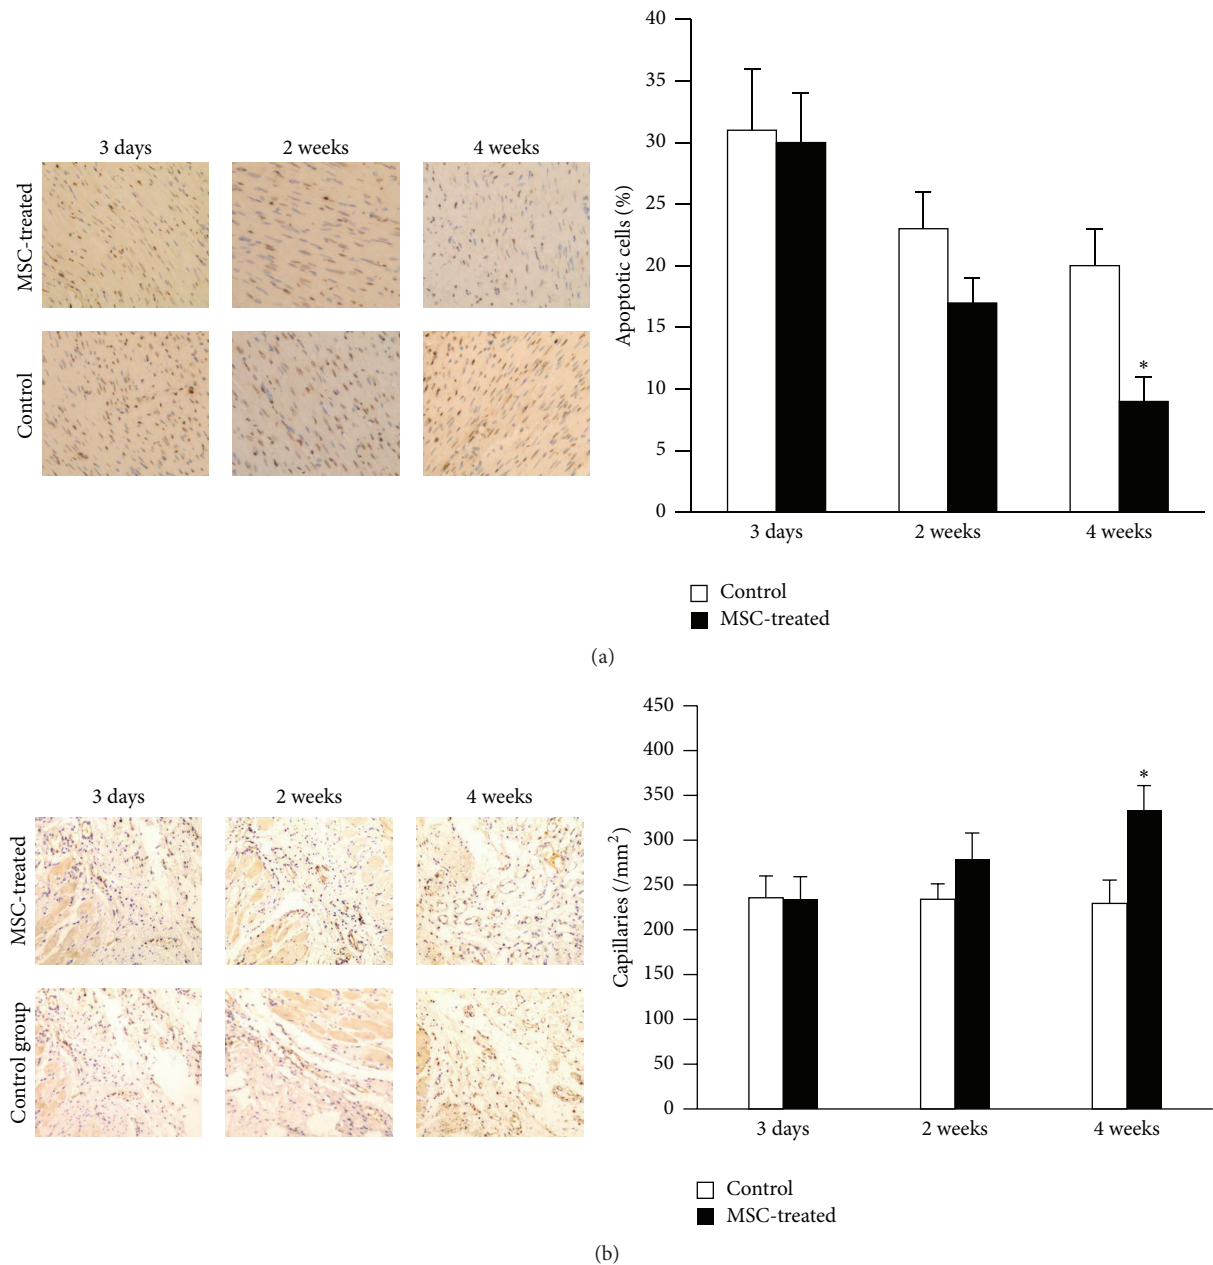 3 days 2 weeks 4 weeks
MSC-treated
Control
40
35
30
25
20
15
10
5
0
Apoptotic cells (%)
*
3 days 2 weeks 4 weeks
Control
MSC-treated
(a)
3 days 2 weeks 4 weeks
MSC-treated
Control group
450
400
350
300
250
200
150
100
50
0
Capillaries (/mm²)
*
3 days 2 weeks 4 weeks
Control
MSC-treated
(b)